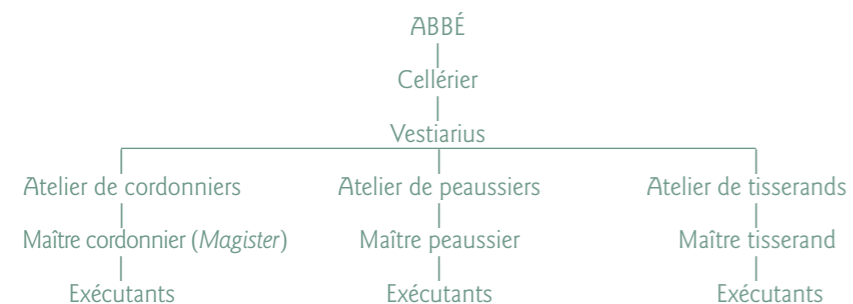 ABBÉ
Cellérier
Vestiarius
Atelier de cordonniers Atelier de peaussiers Atelier de tisserands
Maître cordonnier (Magister) Maître peaussier Maître tisserand
Exécutants Exécutants Exécutants